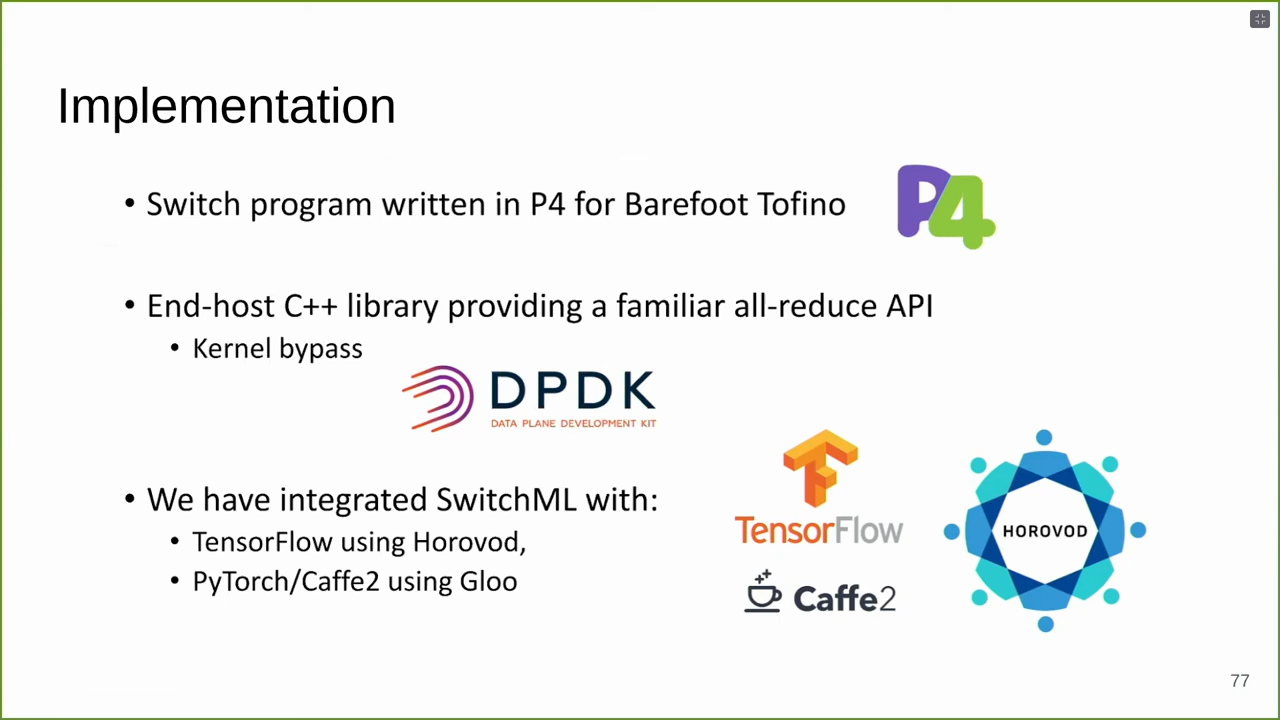 Implementation
• Switch program written in P4 for Barefoot Tofino
P4
• End-host C++ library providing a familiar all-reduce API
• Kernel bypass
DPDK
DATA PLANE DEVELOPMENT KIT
• We have integrated SwitchML with:
• TensorFlow using Horovod,
• PyTorch/Caffe2 using Gloo
TensorFlow
Caffe2
HOROVOD
77